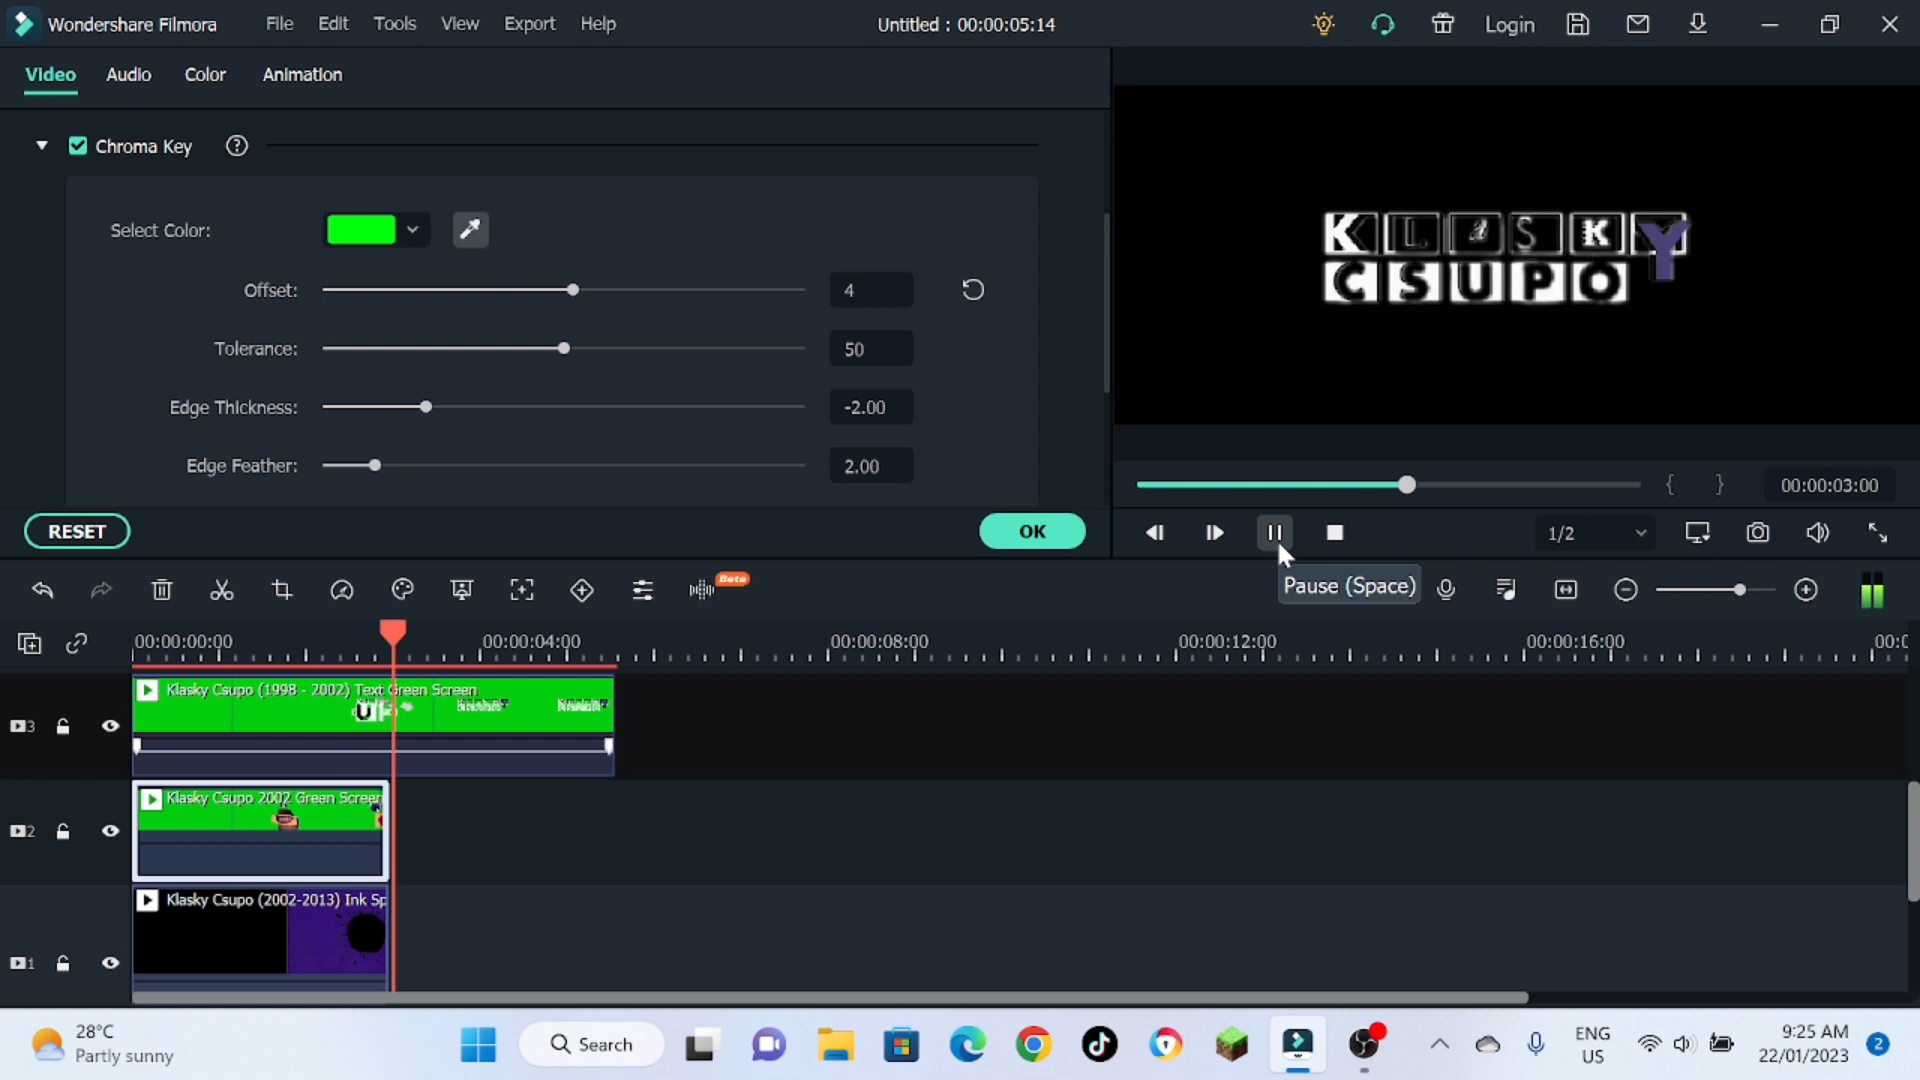 Wondershare Filmora File Edit Tools View Export Help Untitled : 00:00:05:14 Login
Video Audio Color Animation
Chroma Key
Select Color:
Offset: 4
Tolerance: 50
Edge Thickness: -2.00
Edge Feather: 2.00
RESET OK
KLaSKY
CSUPO
{ } 00:00:03:00
1/2
Beta
Pause (Space)
00:00:00:00 00:00:04:00 00:00:08:00 00:00:12:00 00:00:16:00 00:0
Klasky Csupo (1998 - 2002) Text Green Screen
3
Klasky Csupo 2002 Green Screen
2
Klasky Csupo (2002-2013) Ink Sp
1
28°C
Partly sunny
Search
ENG
US
9:25 AM
22/01/2023
2